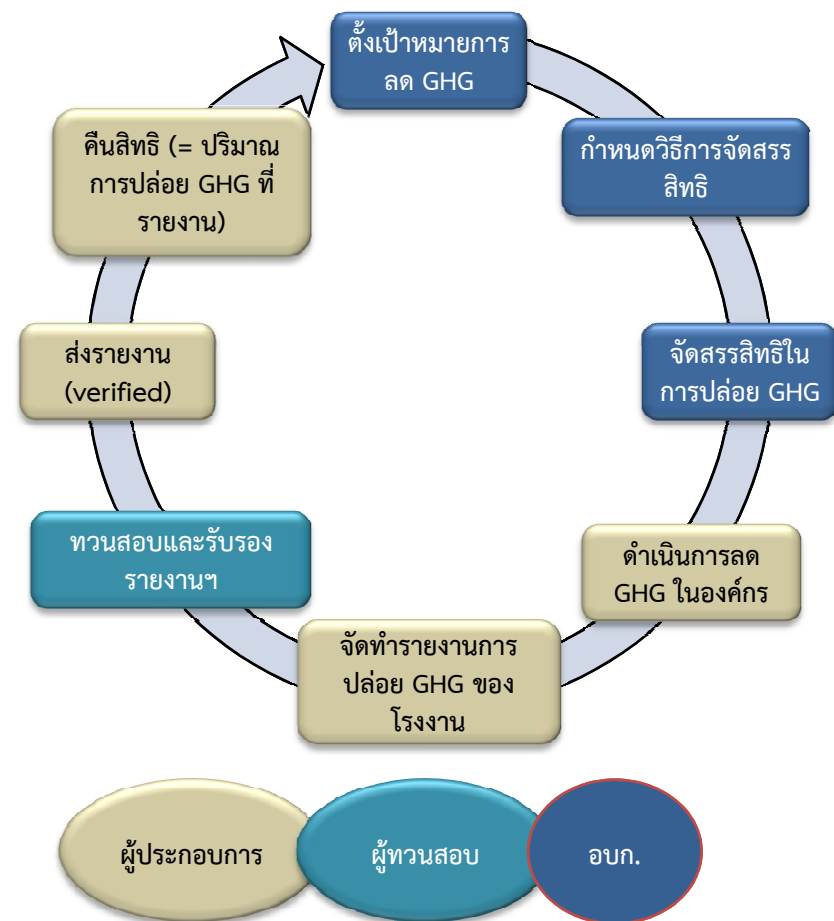 ตั้งเป้าหมายการ
ลด GHG
กำหนดวิธีการจัดสรร
สิทธิ
จัดสรรสิทธิใน
การปล่อย GHG
ดำเนินการลด
GHG ในองค์กร
จัดทำรายงานการ
ปล่อย GHG ของ
โรงงาน
ทวนสอบและรับรอง
รายงานฯ
ส่งรายงาน
(verified)
คืนสิทธิ (= ปริมาณ
การปล่อย GHG ที่
รายงาน)
ผู้ประกอบการ
ผู้ทวนสอบ
อบก.